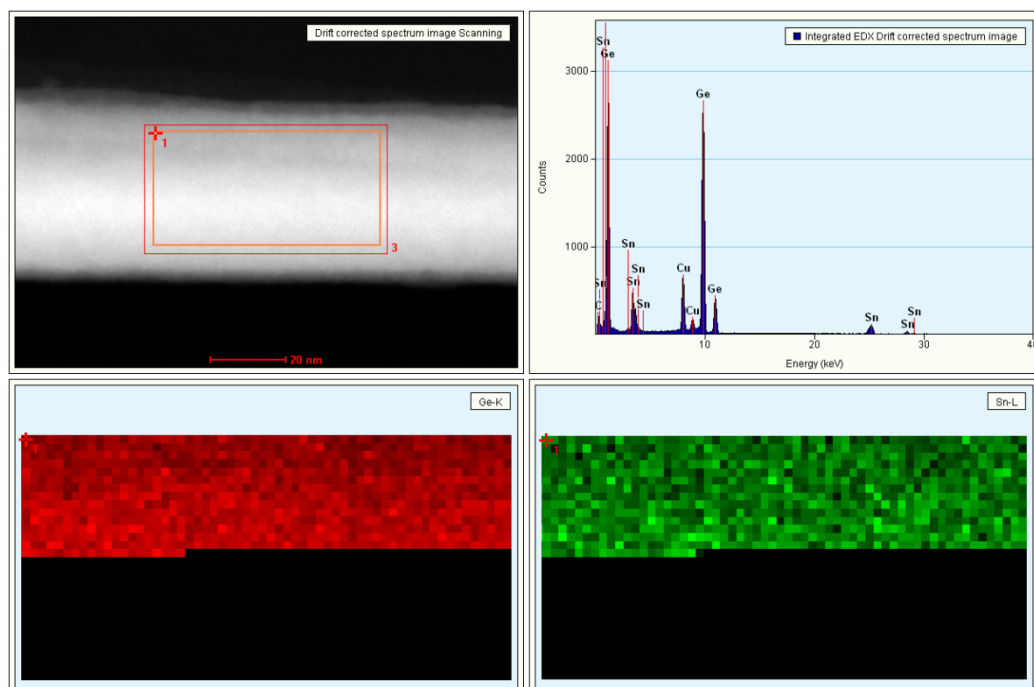 Drift corrected spectrum image Scanning
1
3
20 nm
Integrated EDX Drift corrected spectrum image
Counts
3000
2000
1000
Sn
Ge
Sn
Sn
C
Sn
Sn
Sn
Cu
Cu
Ge
Ge
Sn
Sn
Sn
10
20
30
40
Energy (keV)
Ge-K
1
Sn-L
1